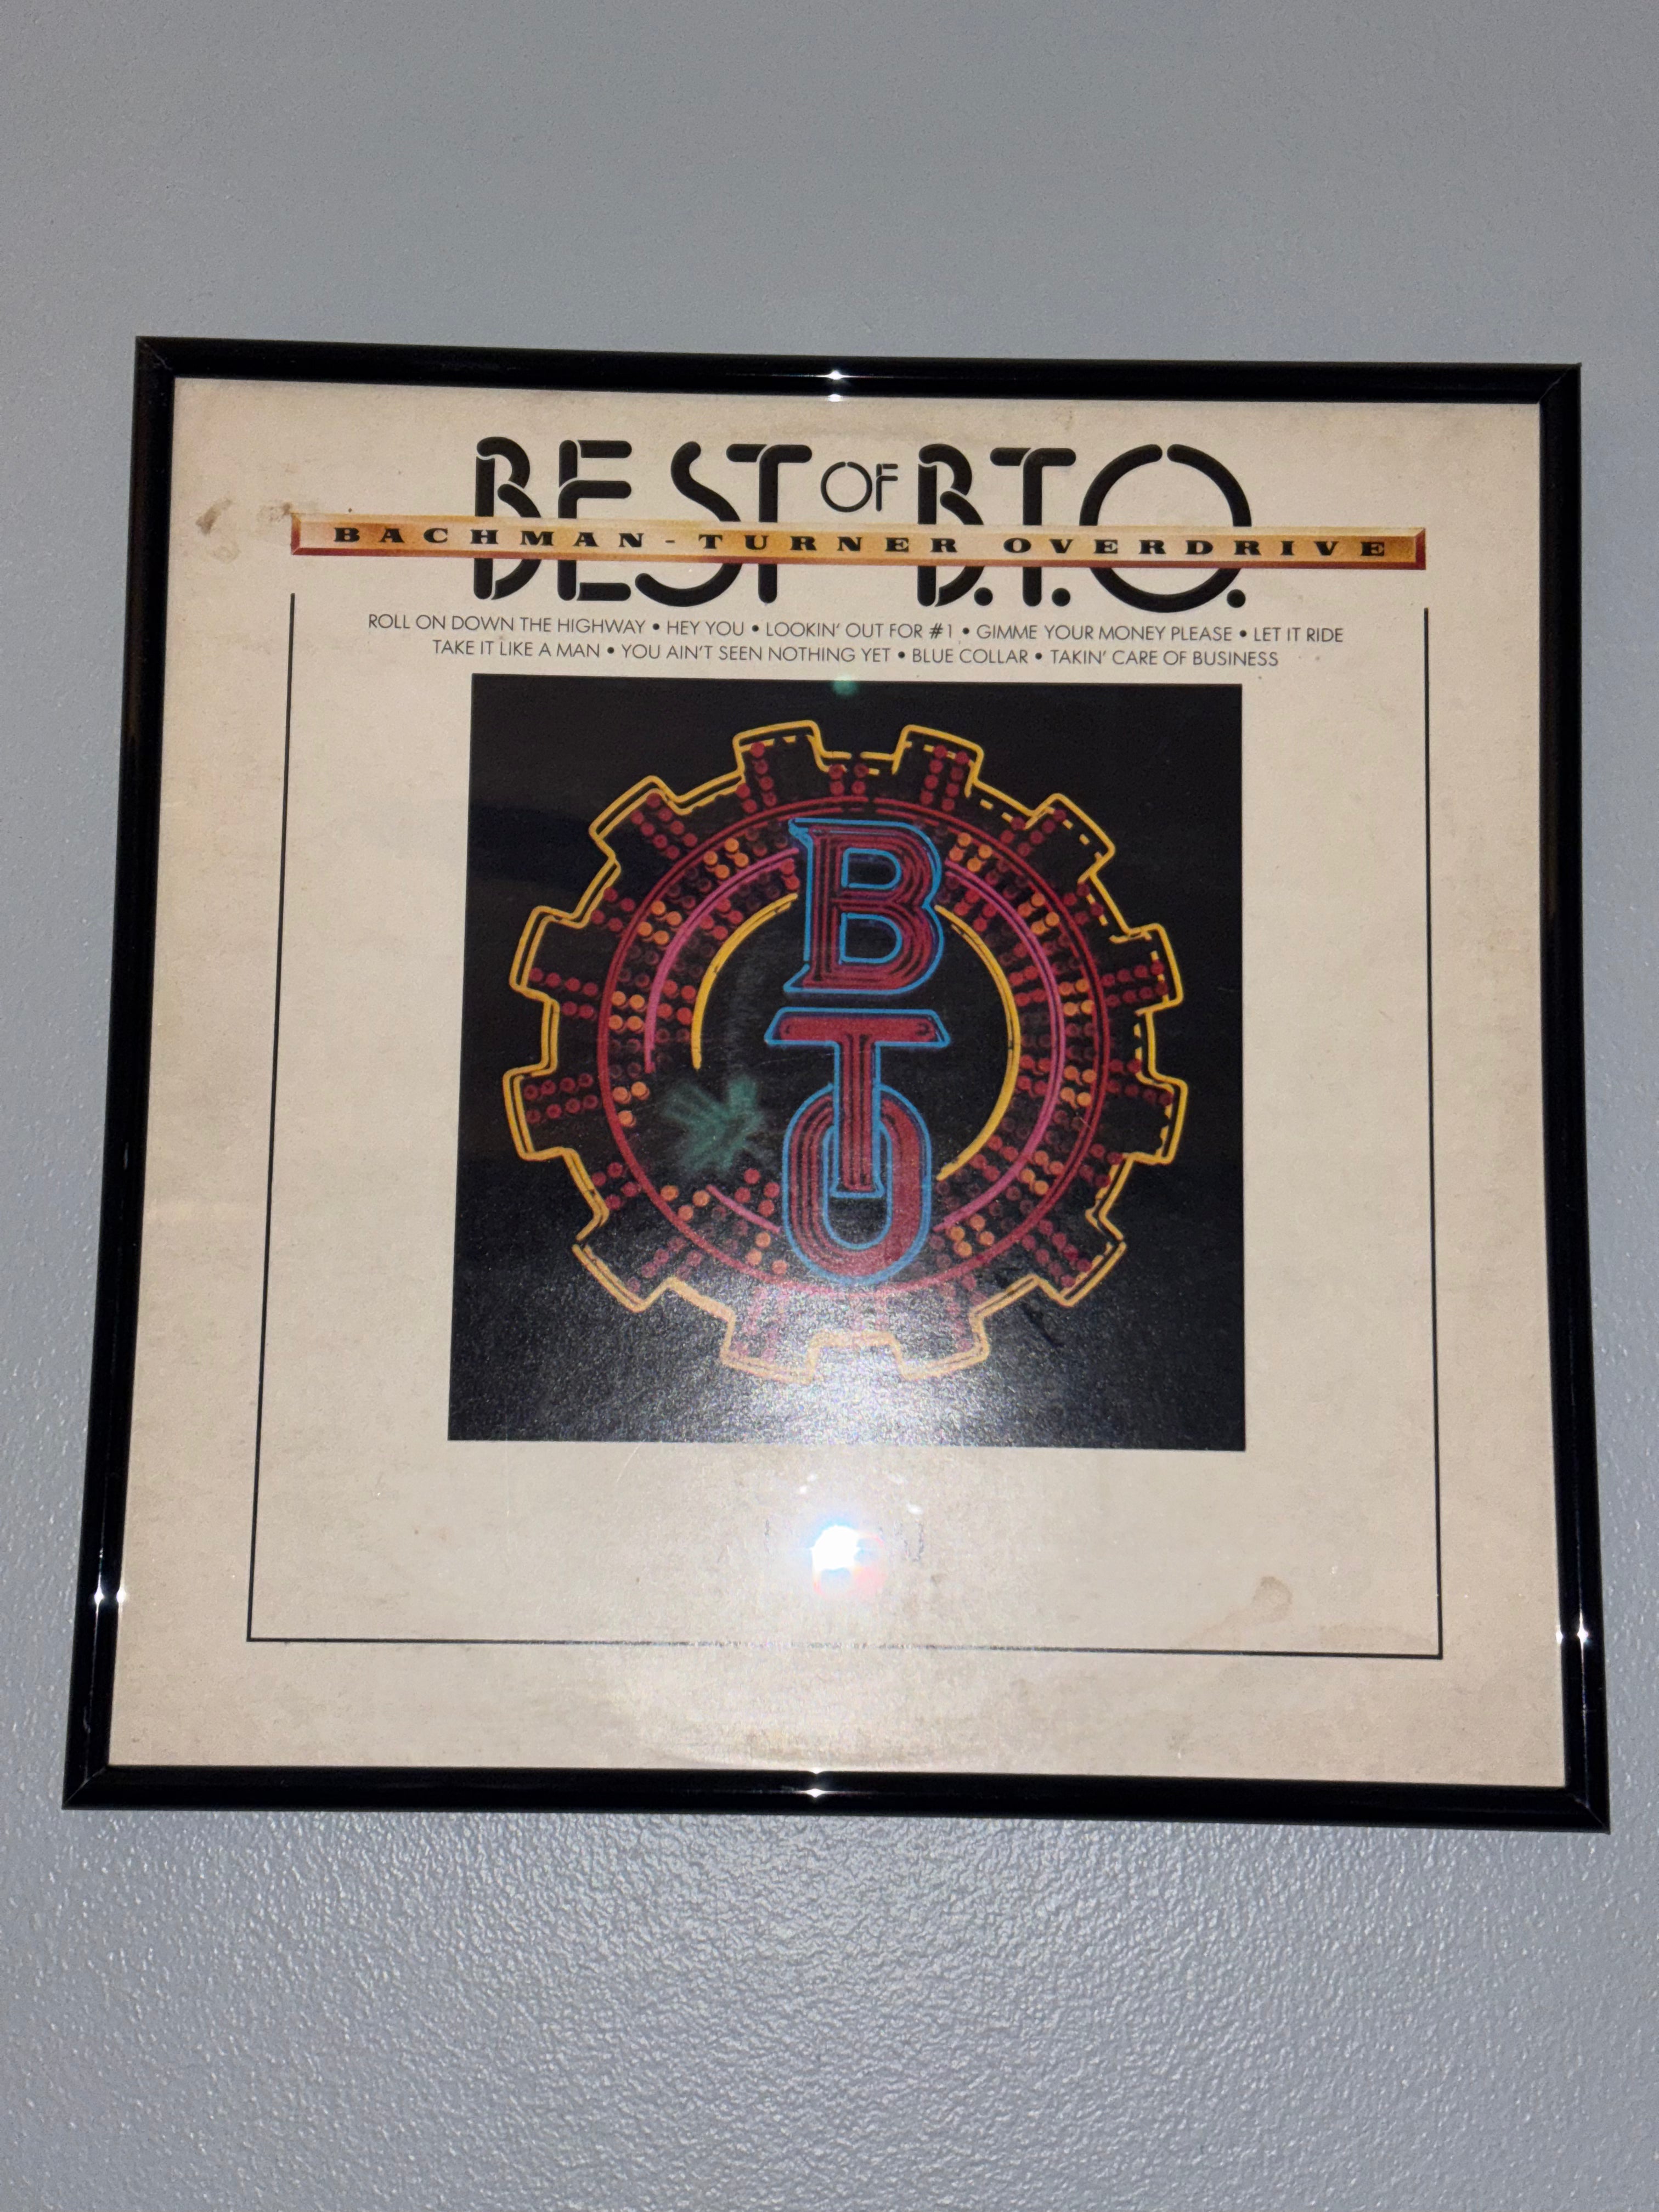 BEST OF B.T.O.
BACHMAN-TURNER OVERDRIVE
ROLL ON DOWN THE HIGHWAY • HEY YOU • LOOKIN' OUT FOR #1 • GIMME YOUR MONEY PLEASE • LET IT RIDE
TAKE IT LIKE A MAN • YOU AIN'T SEEN NOTHING YET • BLUE COLLAR • TAKIN' CARE OF BUSINESS
B
T
O